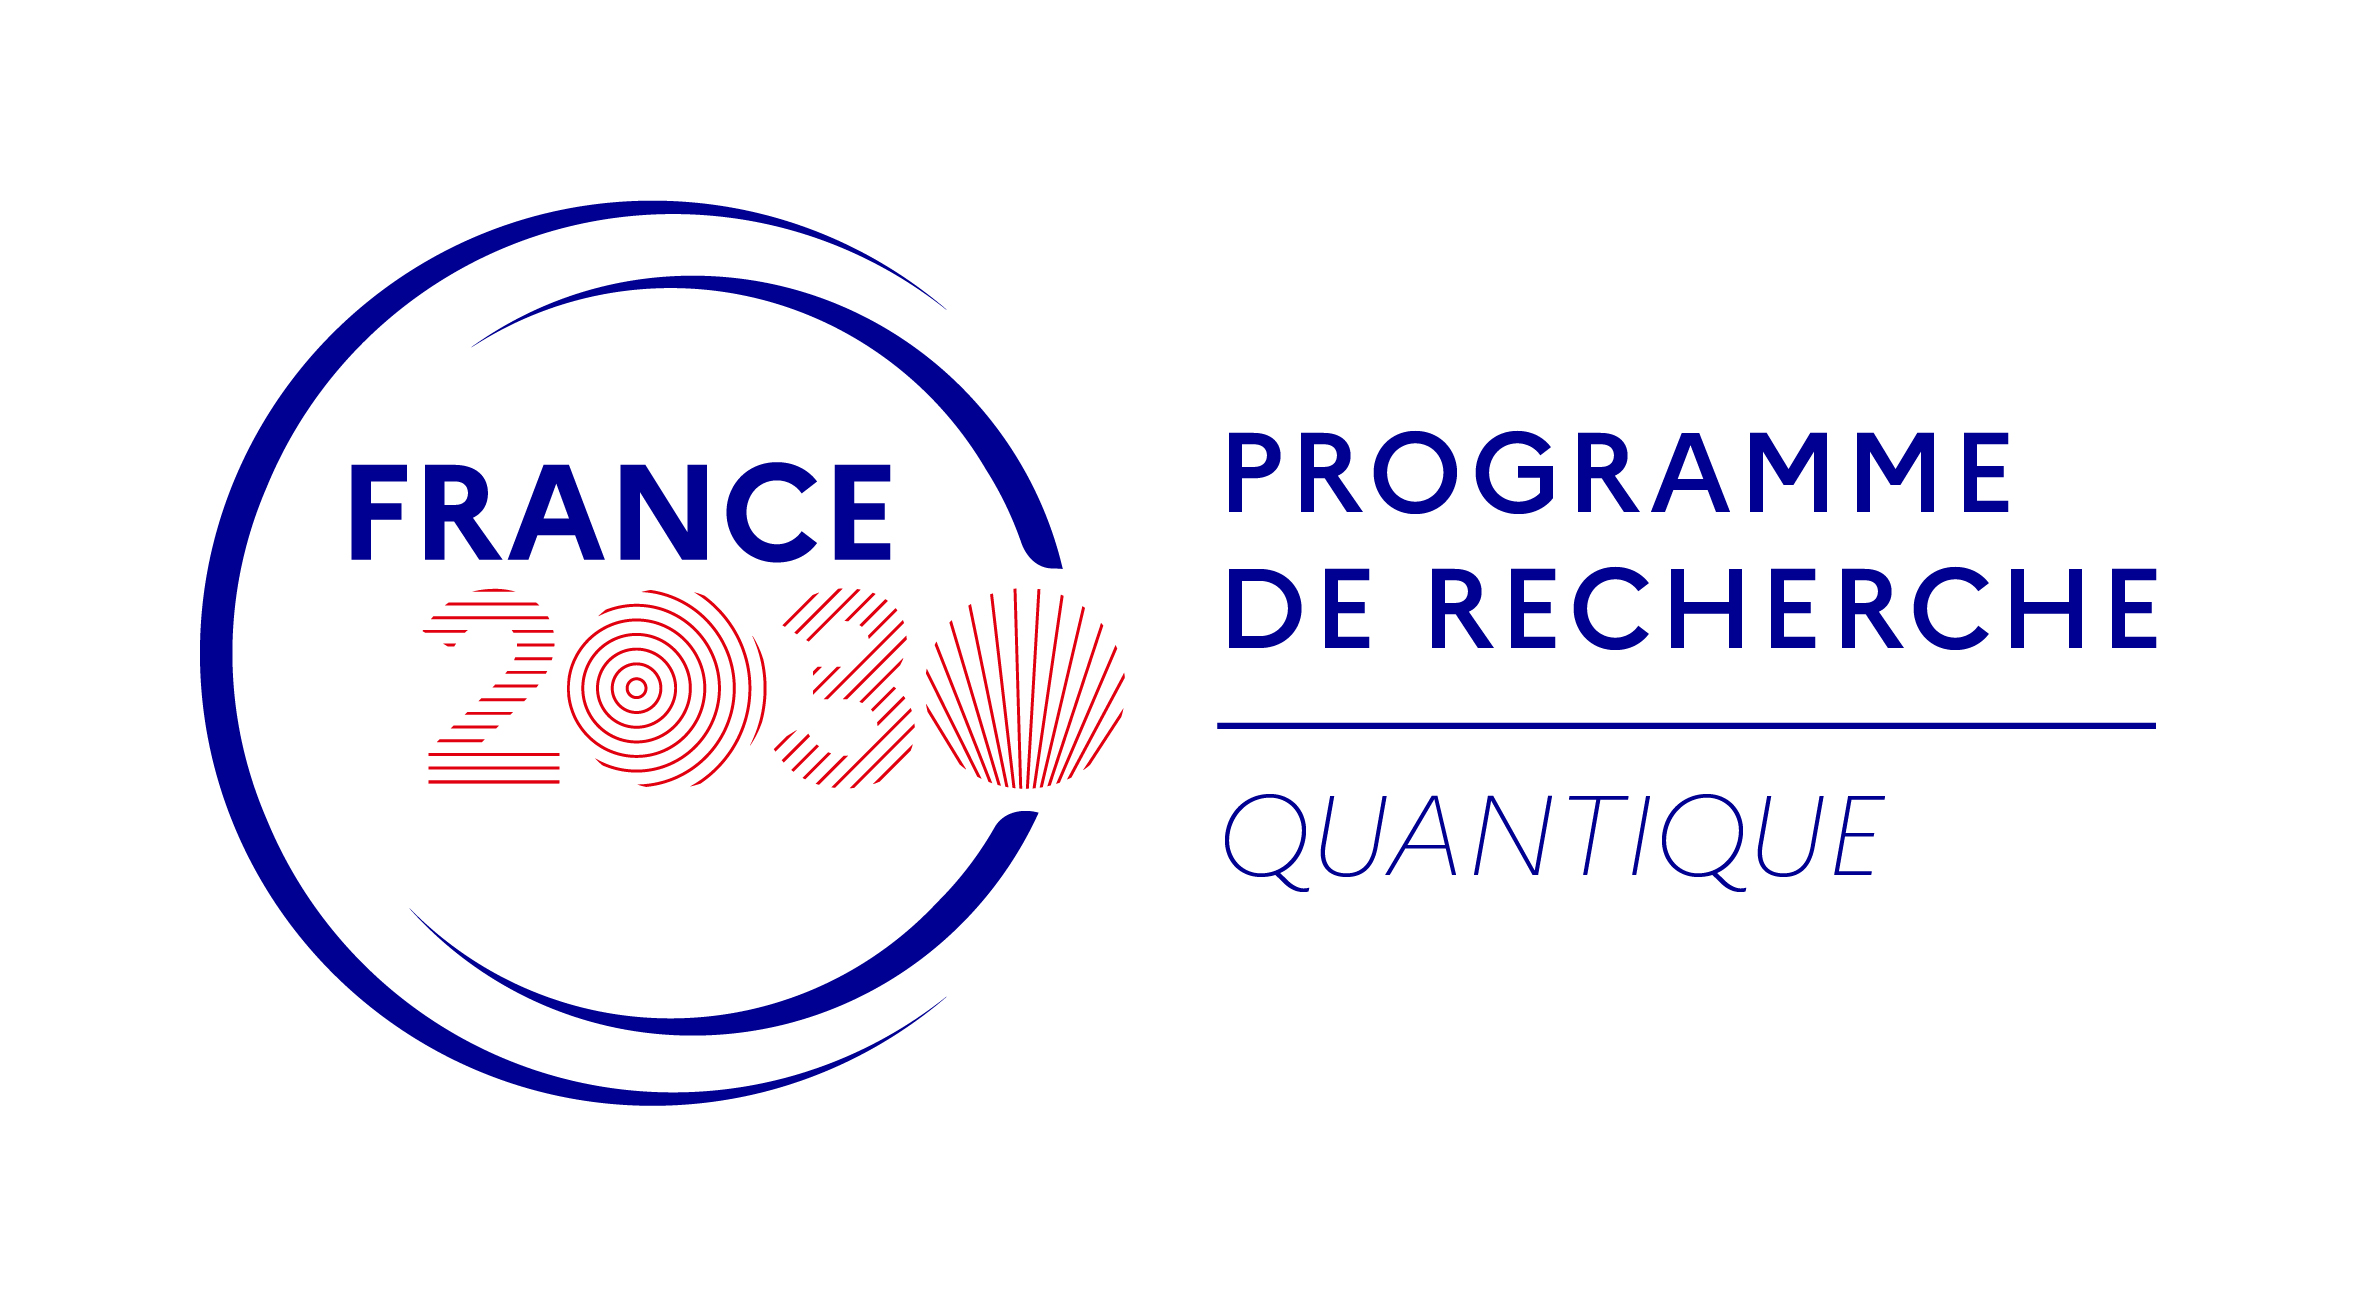 FRANCE
2030
PROGRAMME
DE RECHERCHE
QUANTIQUE